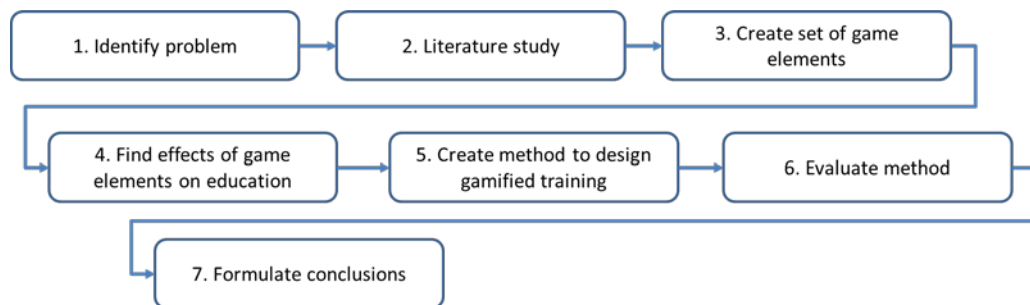 1. Identify problem
2. Literature study
3. Create set of game
elements
4. Find effects of game
elements on education
5. Create method to design
gamified training
6. Evaluate method
7. Formulate conclusions